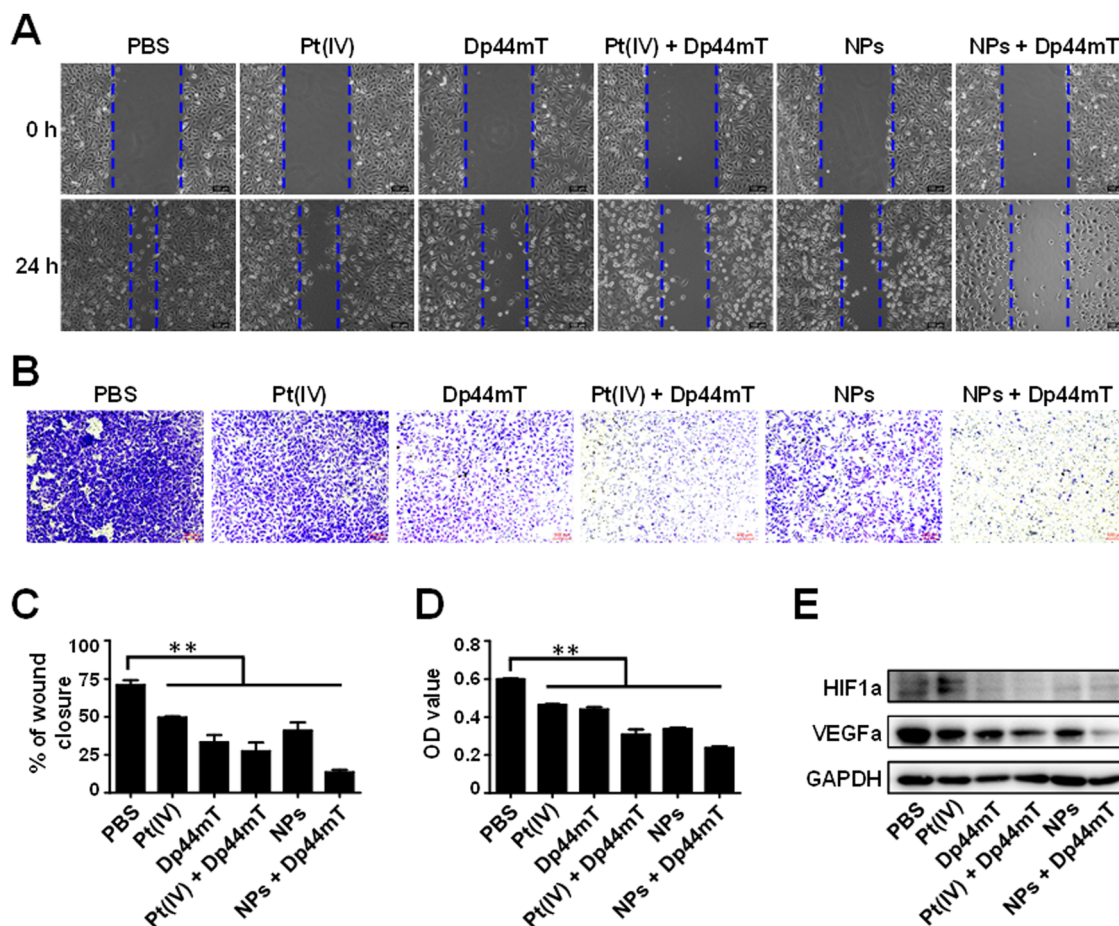 A
PBS Pt(IV) Dp44mT Pt(IV) + Dp44mT NPs NPs + Dp44mT
0 h
24 h
B
PBS Pt(IV) Dp44mT Pt(IV) + Dp44mT NPs NPs + Dp44mT
C
**
100
75
50
25
0
% of wound
closure
PBS
Pt(IV)
Dp44mT
Pt(IV) + Dp44mT
NPs
NPs + Dp44mT
D
**
0.8
0.6
0.4
0.2
0.0
OD value
PBS
Pt(IV)
Dp44mT
Pt(IV) + Dp44mT
NPs
NPs + Dp44mT
E
HIF1a
VEGFa
GAPDH
PBS
Pt(IV)
Dp44mT
Pt(IV) + Dp44mT
NPs
NPs + Dp44mT